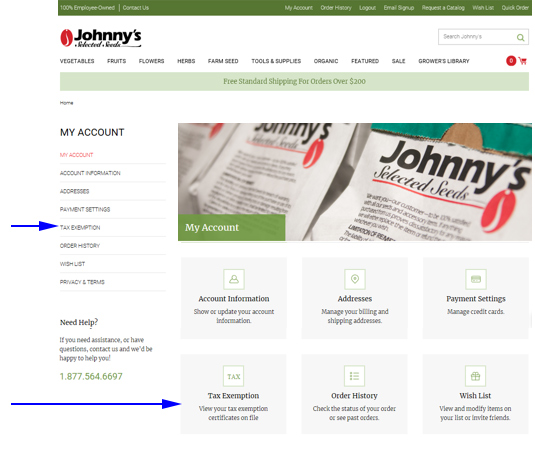 100% Employee-Owned | Contact Us
My Account Order History Logout Email Signup Request a Catalog Wish List Quick Order
Johnny's
Selected Seeds
Search Johnny's
VEGETABLES FRUITS FLOWERS HERBS FARM SEED TOOLS & SUPPLIES ORGANIC FEATURED SALE GROWER'S LIBRARY
0
Free Standard Shipping For Orders Over $200
Home
MY ACCOUNT
MY ACCOUNT
ACCOUNT INFORMATION
ADDRESSES
PAYMENT SETTINGS
TAX EXEMPTION
ORDER HISTORY
WISH LIST
PRIVACY & TERMS
Need Help?
If you need assistance, or have
questions, contact us and we'd be
happy to help you!
1.877.564.6697
Johnny's
Selected Seeds
My Account
Account Information
Show or update your account
information.
Addresses
Manage your billing and
shipping addresses.
Payment Settings
Manage credit cards.
TAX
Tax Exemption
View your tax exemption
certificates on file
Order History
Check the status of your order
or see past orders.
Wish List
View and modify items on
your list or invite friends.